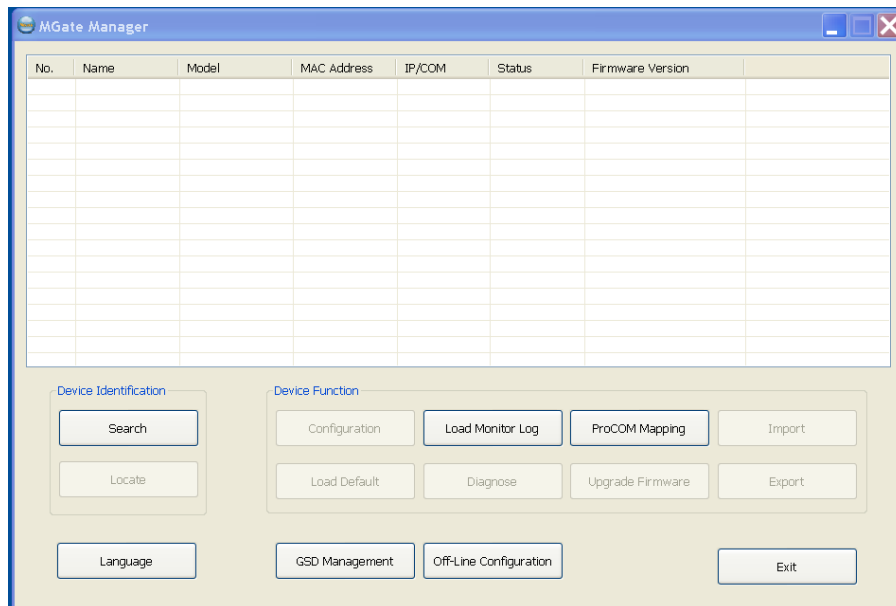 MGate Manager
No. Name Model MAC Address IP/COM Status Firmware Version
Device Identification Device Function
Search Configuration Load Monitor Log ProCOM Mapping Import
Locate Load Default Diagnose Upgrade Firmware Export
Language GSD Management Off-Line Configuration Exit